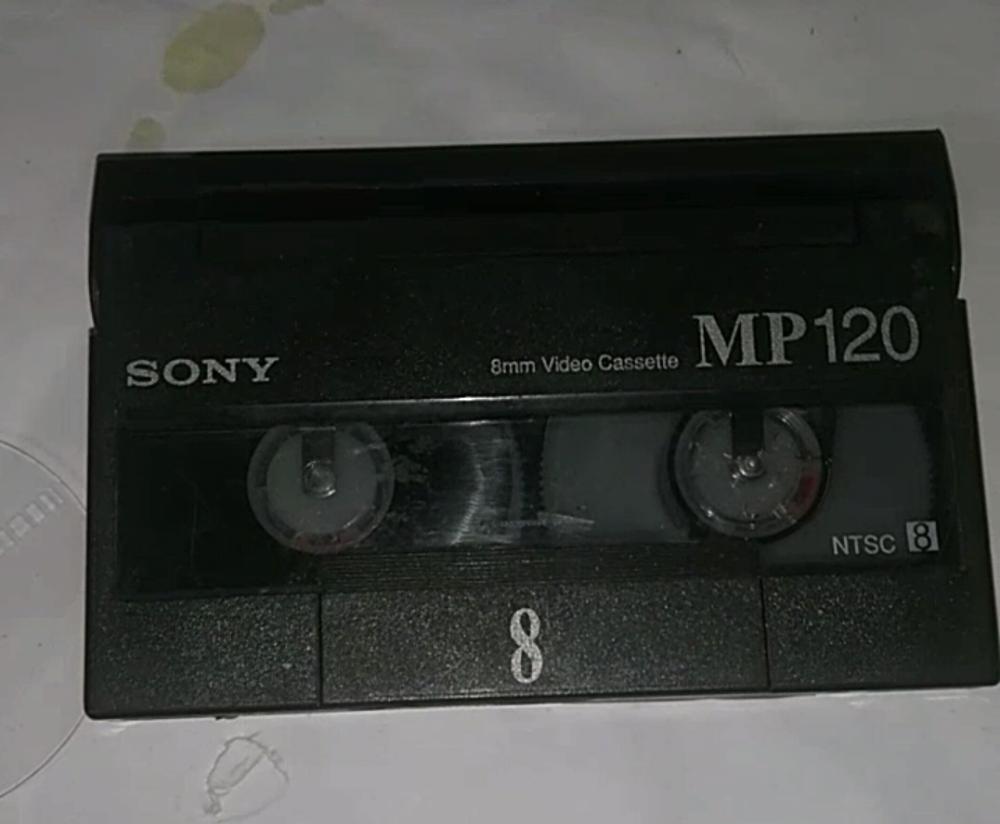 SONY
8mm Video Cassette MP120
NTSC 8
8